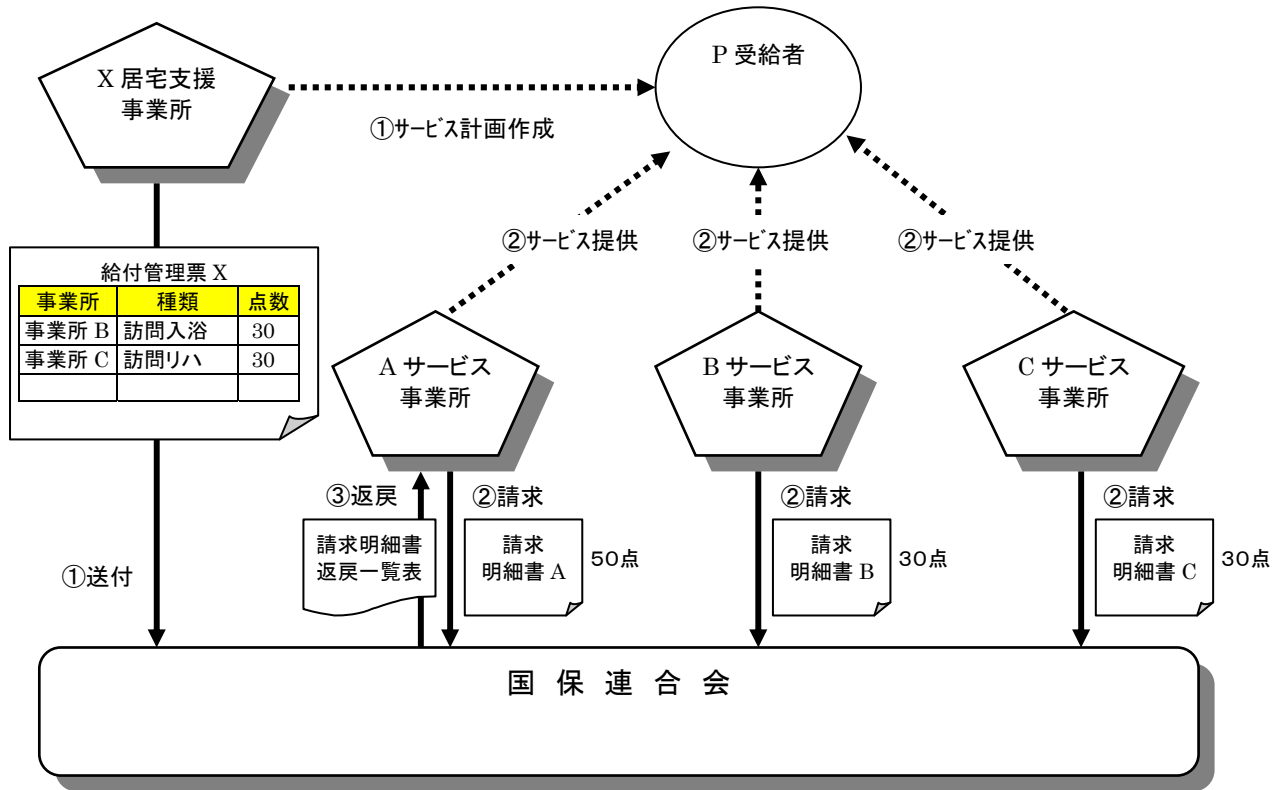 X 居宅支援
事業所
P 受給者
①サービス計画作成
②サービス提供
②サービス提供
②サービス提供
給付管理票 X
事業所 種類 点数
事業所 B 訪問入浴 30
事業所 C 訪問リハ 30
A サービス
事業所
B サービス
事業所
C サービス
事業所
①送付
③返戻
請求明細書
返戻一覧表
②請求
請求
明細書 A
50点
②請求
請求
明細書 B
30点
②請求
請求
明細書 C
30点
国保連合会